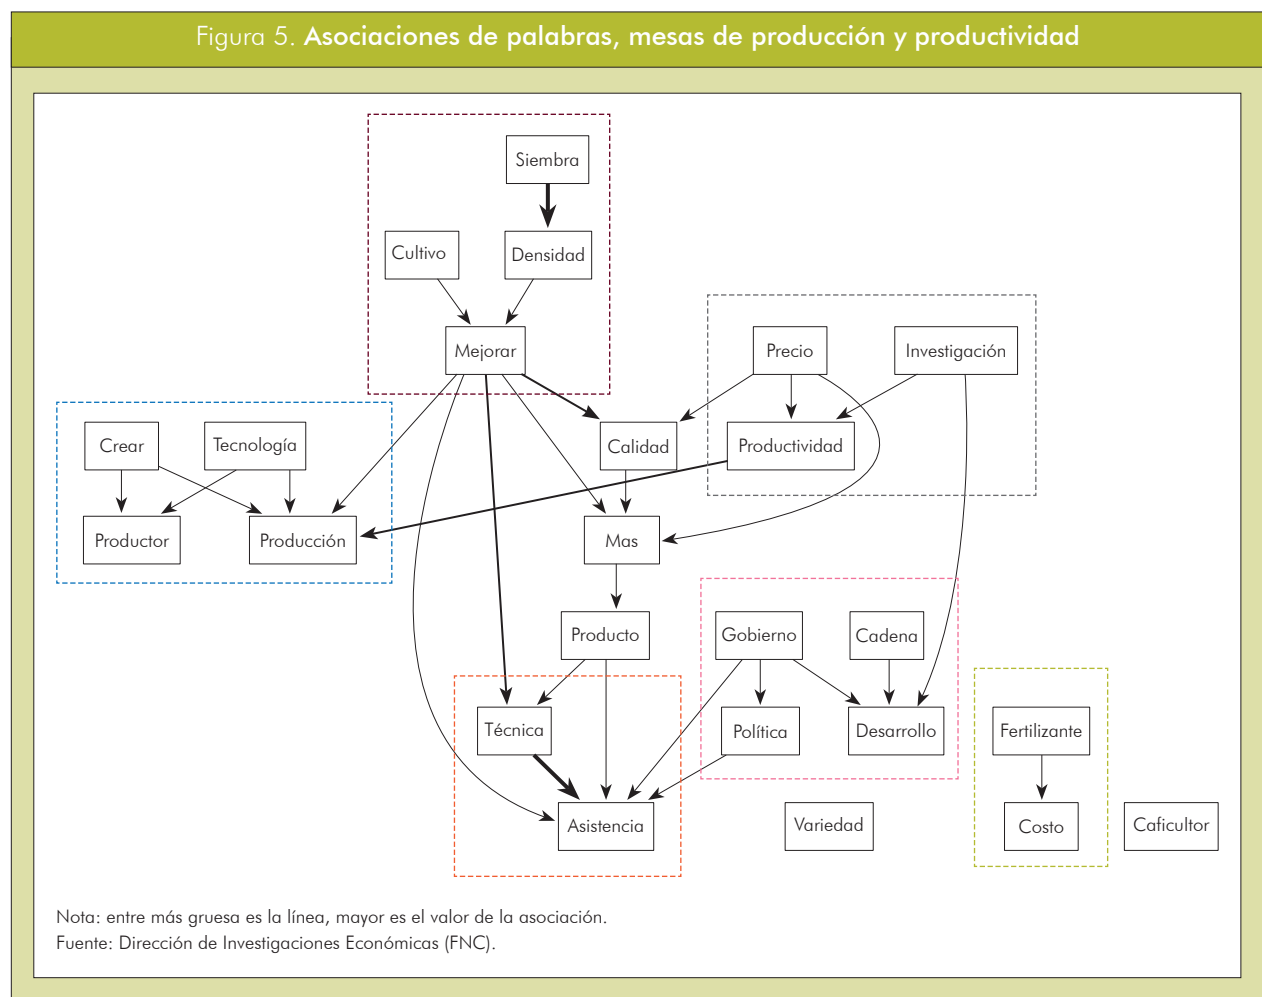 Figura 5. Asociaciones de palabras, mesas de producción y productividad
Siembra
Cultivo
Densidad
Mejorar
Precio
Investigación
Crear
Tecnología
Calidad
Productividad
Productor
Producción
Mas
Producto
Gobierno
Cadena
Técnica
Política
Desarrollo
Fertilizante
Asistencia
Variedad
Costo
Caficultor
Nota: entre más gruesa es la línea, mayor es el valor de la asociación.
Fuente: Dirección de Investigaciones Económicas (FNC).